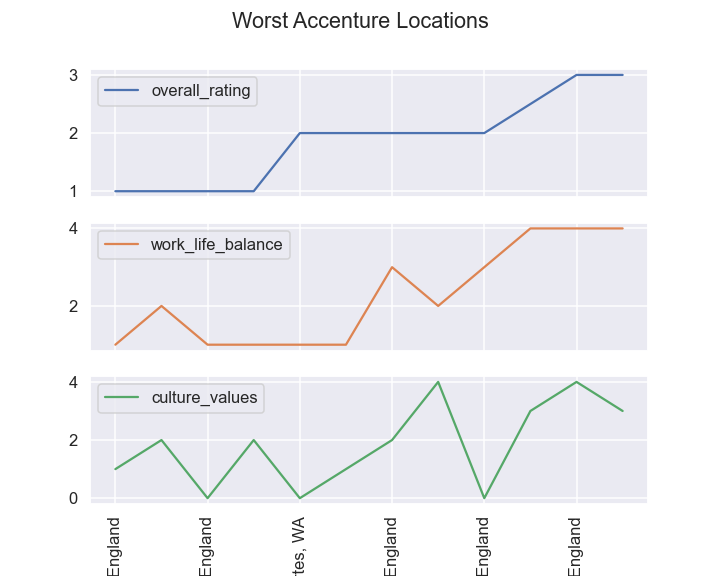 Worst Accenture Locations
3
overall_rating
2
1
4
work_life_balance
2
4
culture_values
2
0
England
England
tes, WA
England
England
England